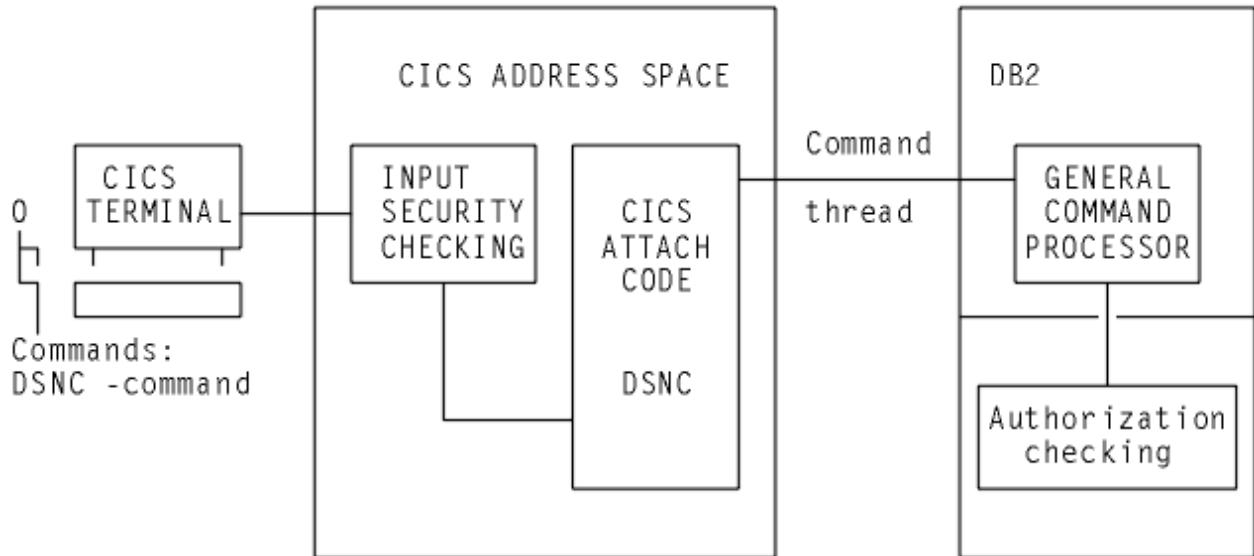 CICS ADDRESS SPACE
DB2
CICS
TERMINAL
INPUT
SECURITY
CHECKING
CICS
ATTACH
CODE
DSNC
Command
thread
GENERAL
COMMAND
PROCESSOR
Authorization
checking
O
Commands:
DSNC -command